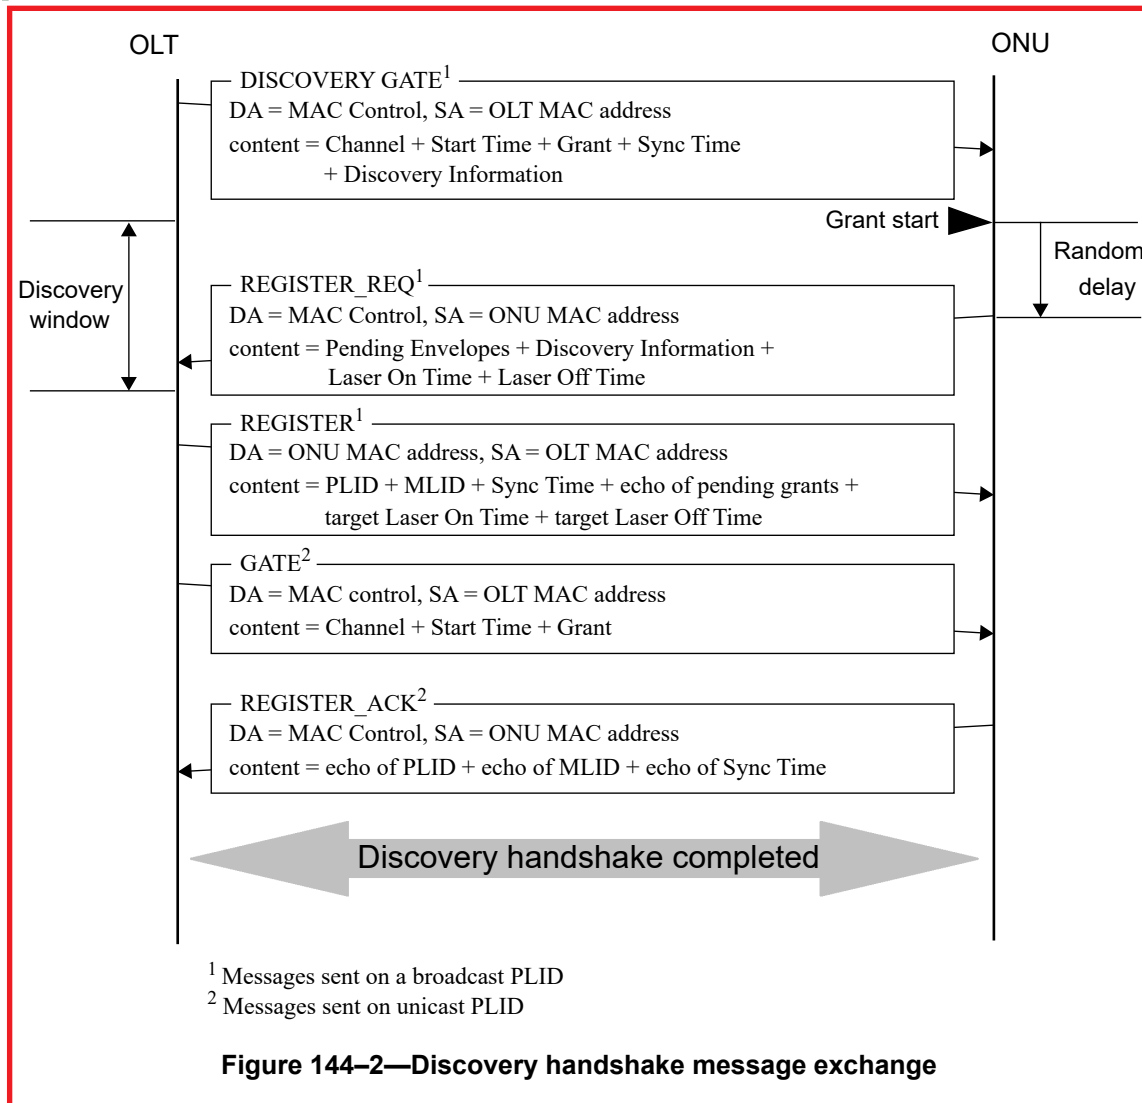 OLT
ONU
DISCOVERY GATE1
DA = MAC Control, SA = OLT MAC address
content = Channel + Start Time + Grant + Sync Time
+ Discovery Information
Grant start
Random
delay
Discovery
window
REGISTER_REQ1
DA = MAC Control, SA = ONU MAC address
content = Pending Envelopes + Discovery Information +
Laser On Time + Laser Off Time
REGISTER1
DA = ONU MAC address, SA = OLT MAC address
content = PLID + MLID + Sync Time + echo of pending grants +
target Laser On Time + target Laser Off Time
GATE2
DA = MAC control, SA = OLT MAC address
content = Channel + Start Time + Grant
REGISTER_ACK2
DA = MAC Control, SA = ONU MAC address
content = echo of PLID + echo of MLID + echo of Sync Time
Discovery handshake completed
1 Messages sent on a broadcast PLID
2 Messages sent on unicast PLID
Figure 144–2—Discovery handshake message exchange